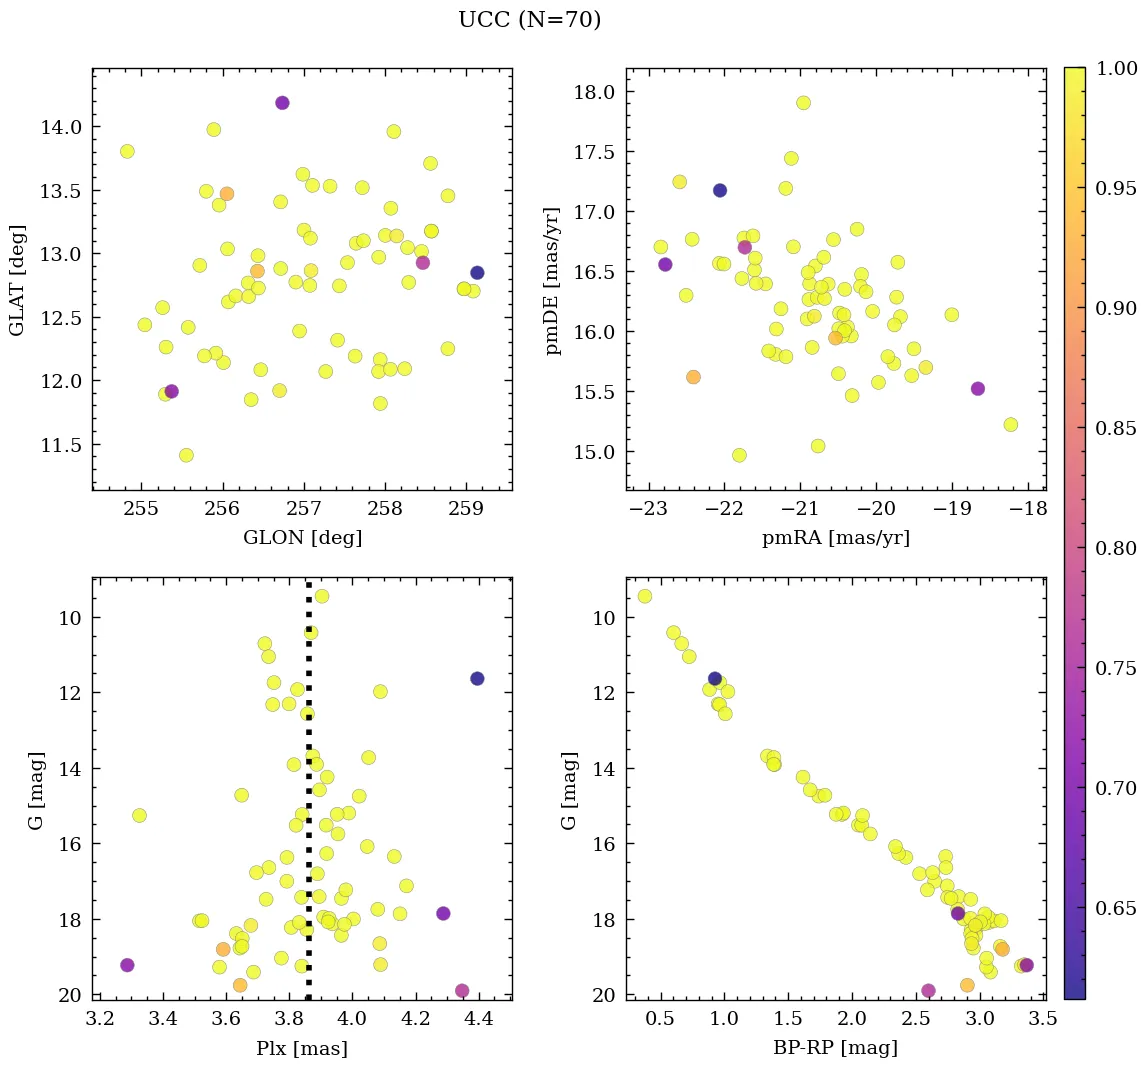 UCC (N=70)
14.0
13.5
13.0
12.5
12.0
11.5
GLAT [deg]
255 256 257 258 259
GLON [deg]
18.0
17.5
17.0
16.5
16.0
15.5
15.0
pmDE [mas/yr]
−23 −22 −21 −20 −19 −18
pmRA [mas/yr]
1.00
0.95
0.90
0.85
0.80
0.75
0.70
0.65
10
12
14
16
18
20
G [mag]
3.2 3.4 3.6 3.8 4.0 4.2 4.4
Plx [mas]
10
12
14
16
18
20
G [mag]
0.5 1.0 1.5 2.0 2.5 3.0 3.5
BP-RP [mag]